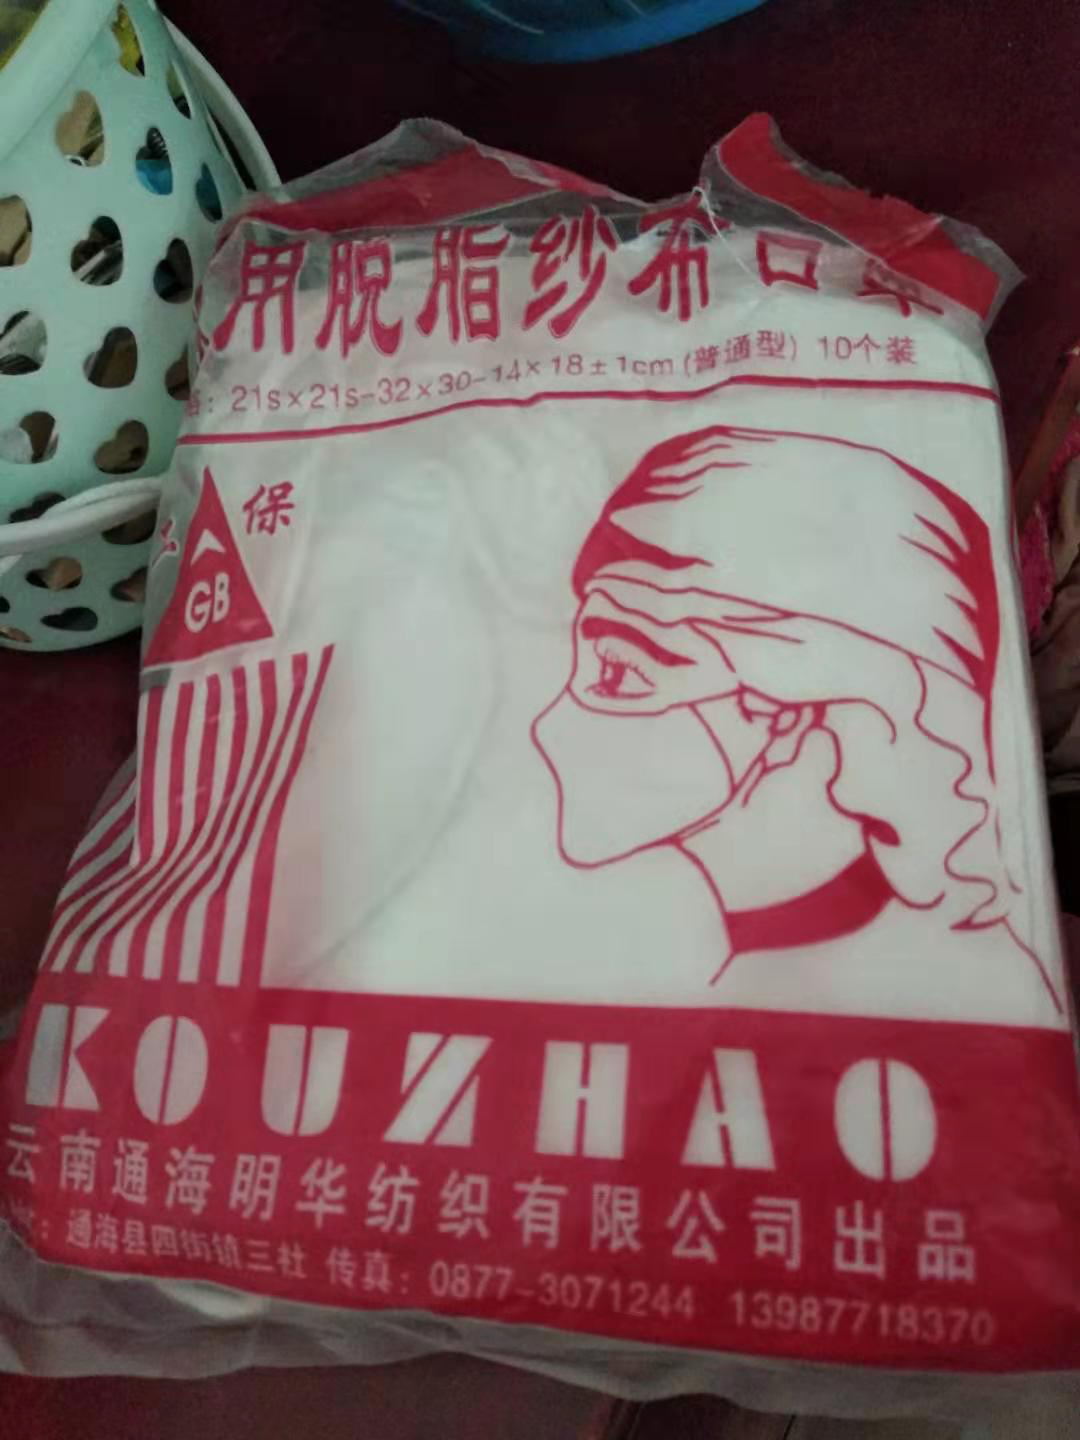 用脱脂纱布口罩
格：21s×21s-32×30-14×18±1cm(普通型) 10个装
保
GB
KOUZHAO
云南通海明华纺织有限公司出品
：通海县四街镇三社 传真：0877-3071244 13987718370